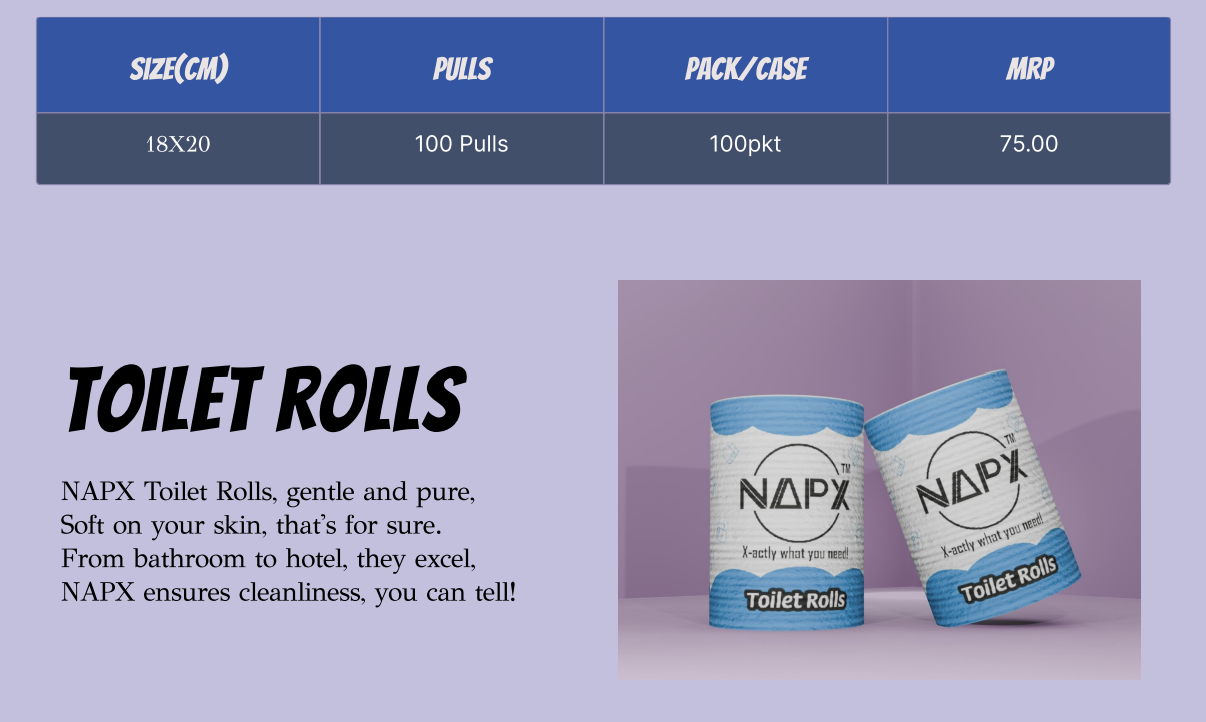 SIZE(CM) PULLS PACK/CASE MRP
18X20 100 Pulls 100pkt 75.00
TOILET ROLLS
NAPX Toilet Rolls, gentle and pure,
Soft on your skin, that’s for sure.
From bathroom to hotel, they excel,
NAPX ensures cleanliness, you can tell!
NAPX TM
X-actly what you need!
Toilet Rolls
NAPX TM
X-actly what you need!
Toilet Rolls